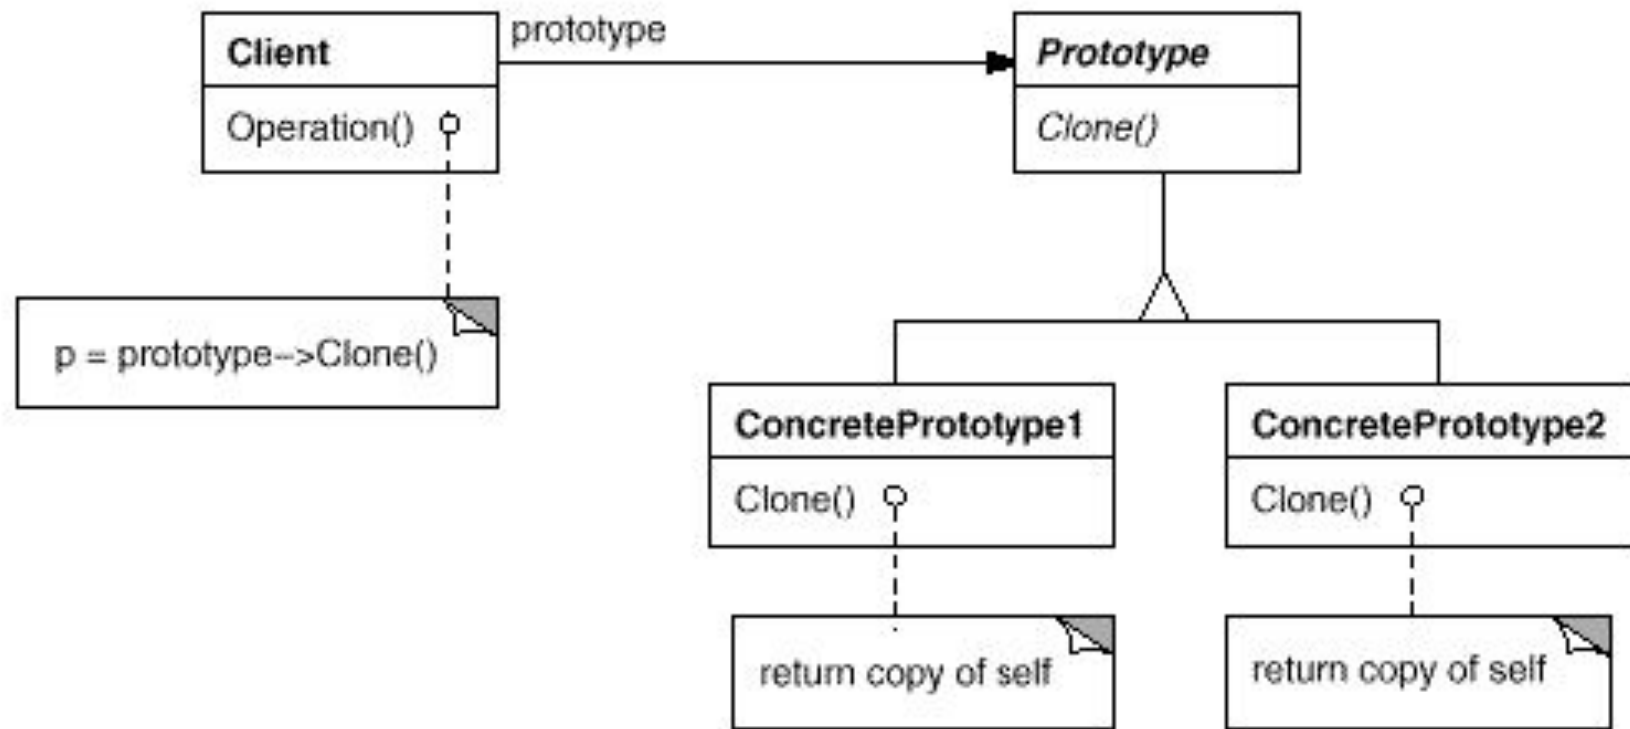 Client
Operation()
prototype
Prototype
Clone()
p = prototype->Clone()
ConcretePrototype1
Clone()
ConcretePrototype2
Clone()
return copy of self
return copy of self